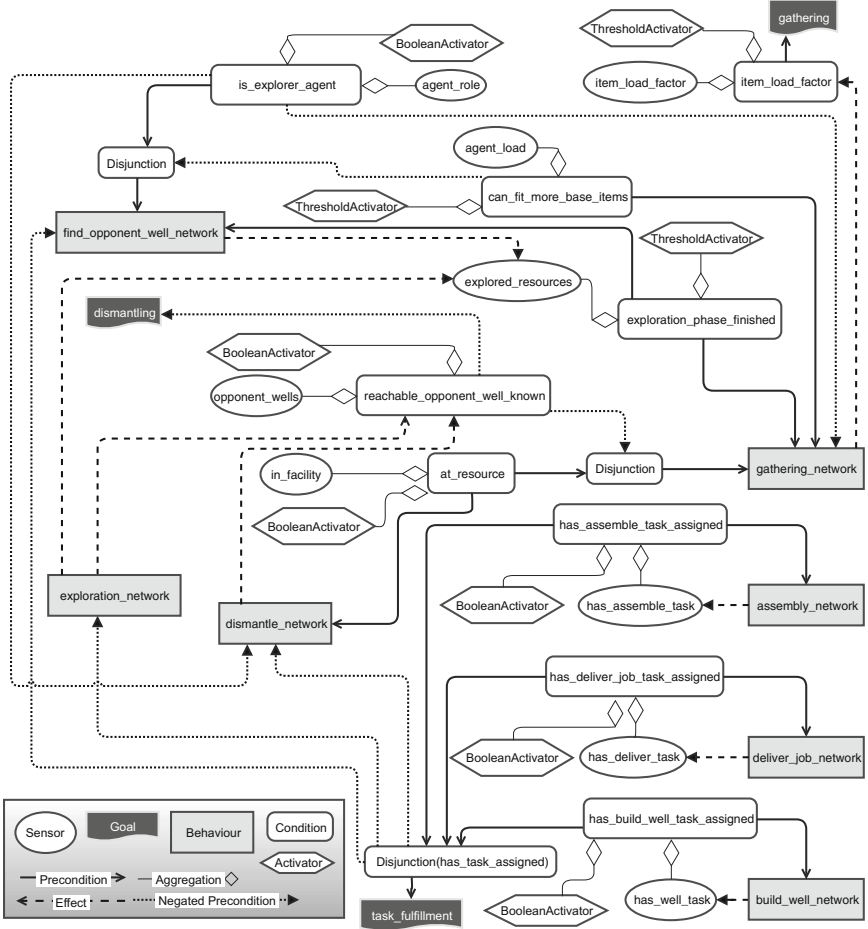 gathering
BooleanActivator
ThresholdActivator
is_explorer_agent
agent_role
item_load_factor
item_load_factor
agent_load
Disjunction
can_fit_more_base_items
ThresholdActivator
find_opponent_well_network
ThresholdActivator
explored_resources
dismantling
exploration_phase_finished
BooleanActivator
opponent_wells
reachable_opponent_well_known
in_facility
at_resource
Disjunction
gathering_network
BooleanActivator
has_assemble_task_assigned
exploration_network
BooleanActivator
has_assemble_task
assembly_network
dismantle_network
has_deliver_job_task_assigned
BooleanActivator
has_deliver_task
deliver_job_network
has_build_well_task_assigned
Sensor
Goal
Behaviour
Condition
Activator
Disjunction(has_task_assigned)
Precondition
Aggregation
Effect
Negated Precondition
task_fulfillment
BooleanActivator
has_well_task
build_well_network